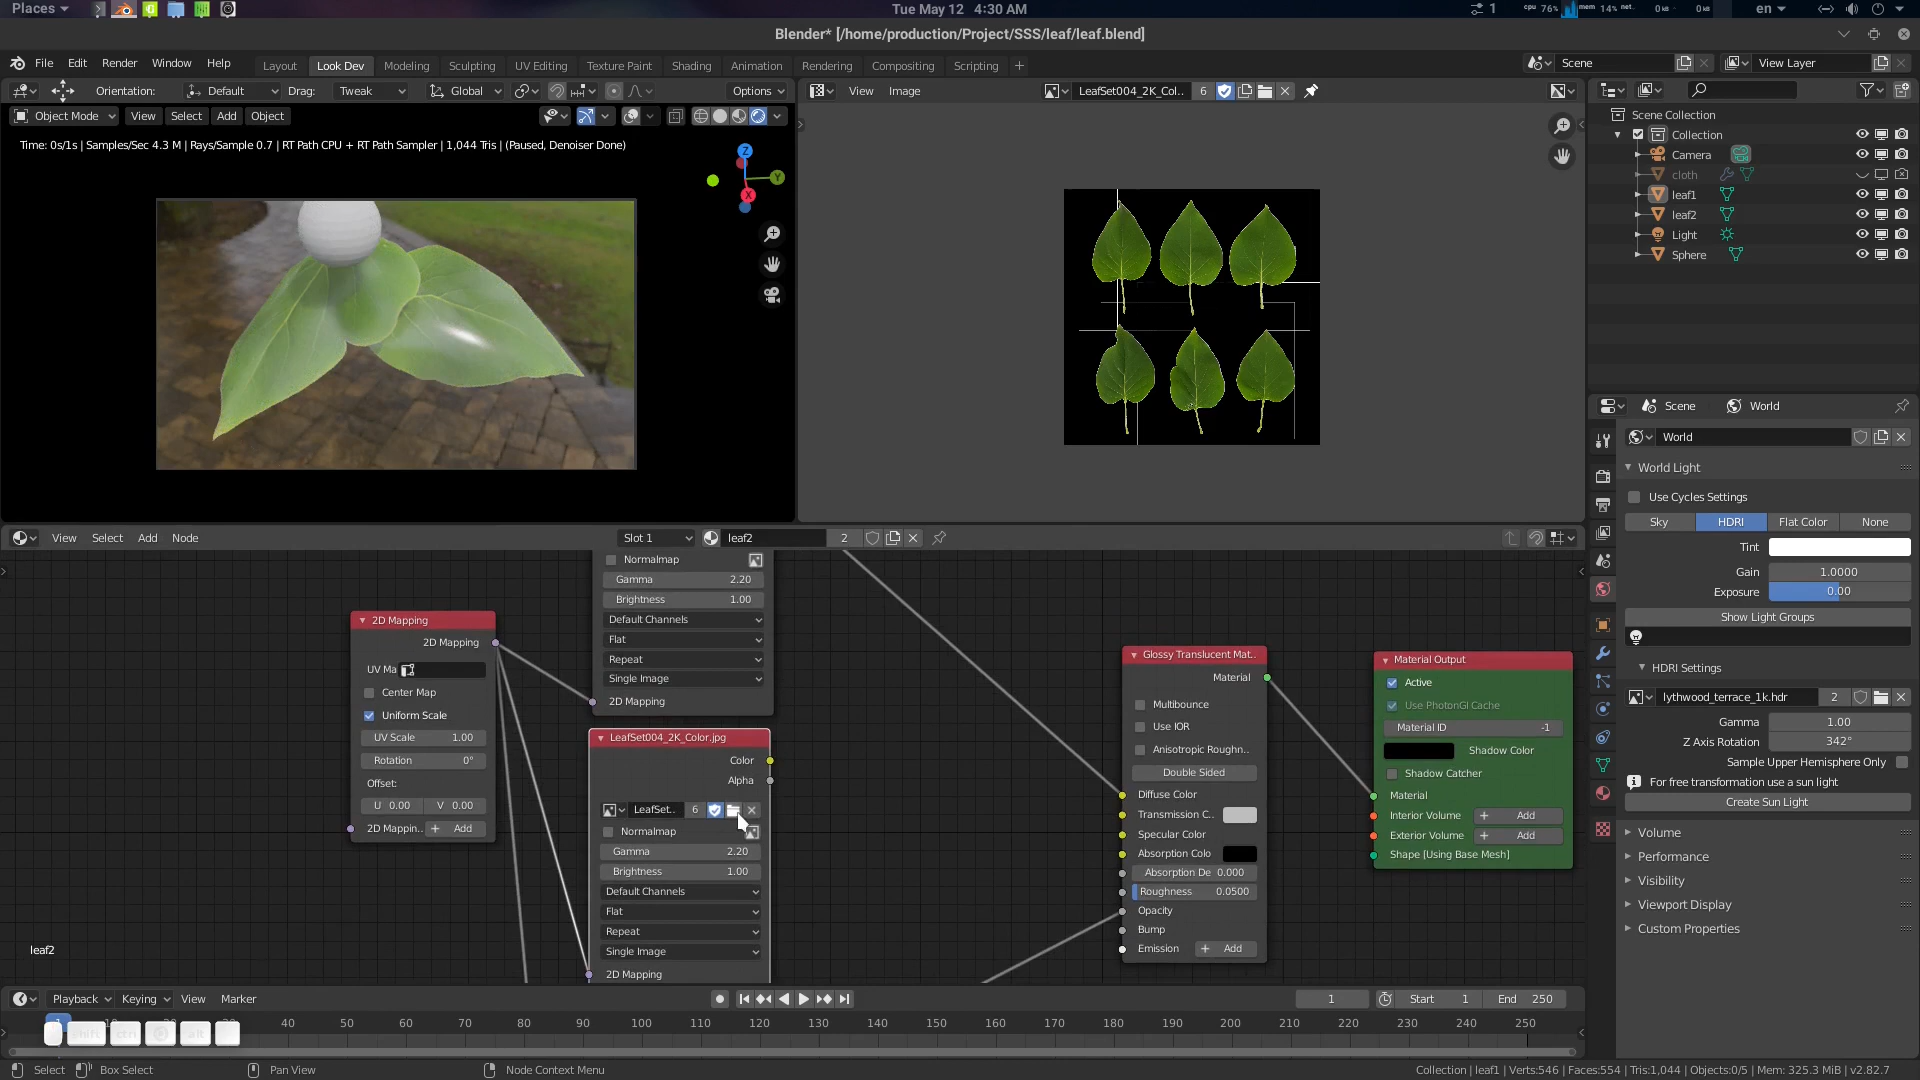 Places
Tue May 12 4:30 AM
1
cpu 76% mem 14% net 0kB 0kB
en
Blender* [/home/production/Project/SSS/leaf/leaf.blend]
File Edit Render Window Help
Layout Look Dev Modeling Sculpting UV Editing Texture Paint Shading Animation Rendering Compositing Scripting +
Scene
View Layer
Orientation: Default Drag: Tweak Global Options
View Image LeafSet004_2K_Col.. 6
Object Mode View Select Add Object
Time: 0s/1s | Samples/Sec 4.3 M | Rays/Sample 0.7 | RT Path CPU + RT Path Sampler | 1,044 Tris | (Paused, Denoiser Done)
Z
Y
X
Scene Collection
Collection
Camera
cloth
leaf1
leaf2
Light
Sphere
Scene World
World
World Light
Use Cycles Settings
Sky HDRI Flat Color None
Tint
Gain 1.0000
Exposure 0.00
Show Light Groups
HDRI Settings
lythwood_terrace_1k.hdr 2
Gamma 1.00
Z Axis Rotation 342°
Sample Upper Hemisphere Only
For free transformation use a sun light
Create Sun Light
Volume
Performance
Visibility
Viewport Display
Custom Properties
View Select Add Node Slot 1 leaf2 2
Normalmap
Gamma 2.20
Brightness 1.00
Default Channels
Flat
Repeat
Single Image
2D Mapping
2D Mapping
2D Mapping
UV Ma
Center Map
Uniform Scale
UV Scale 1.00
Rotation 0°
Offset:
U 0.00 V 0.00
2D Mappin.. + Add
LeafSet004_2K_Color.jpg
Color
Alpha
LeafSet.. 6
Normalmap
Gamma 2.20
Brightness 1.00
Default Channels
Flat
Repeat
Single Image
2D Mapping
Glossy Translucent Mat..
Material
Multibounce
Use IOR
Anisotropic Roughn..
Double Sided
Diffuse Color
Transmission C..
Specular Color
Absorption Colo
Absorption De 0.000
Roughness 0.0500
Opacity
Bump
Emission + Add
Material Output
Active
Use PhotonGI Cache
Material ID -1
Shadow Color
Shadow Catcher
Material
Interior Volume + Add
Exterior Volume + Add
Shape [Using Base Mesh]
leaf2
Playback Keying View Marker
1 Start 1 End 250
1 40 50 60 70 80 90 100 110 120 130 140 150 160 170 180 190 200 210 220 230 240 250
shift ctrl alt
Select Box Select Pan View Node Context Menu
Collection | leaf1 | Verts:546 | Faces:554 | Tris:1,044 | Objects:0/5 | Mem: 325.3 MiB | v2.82.7